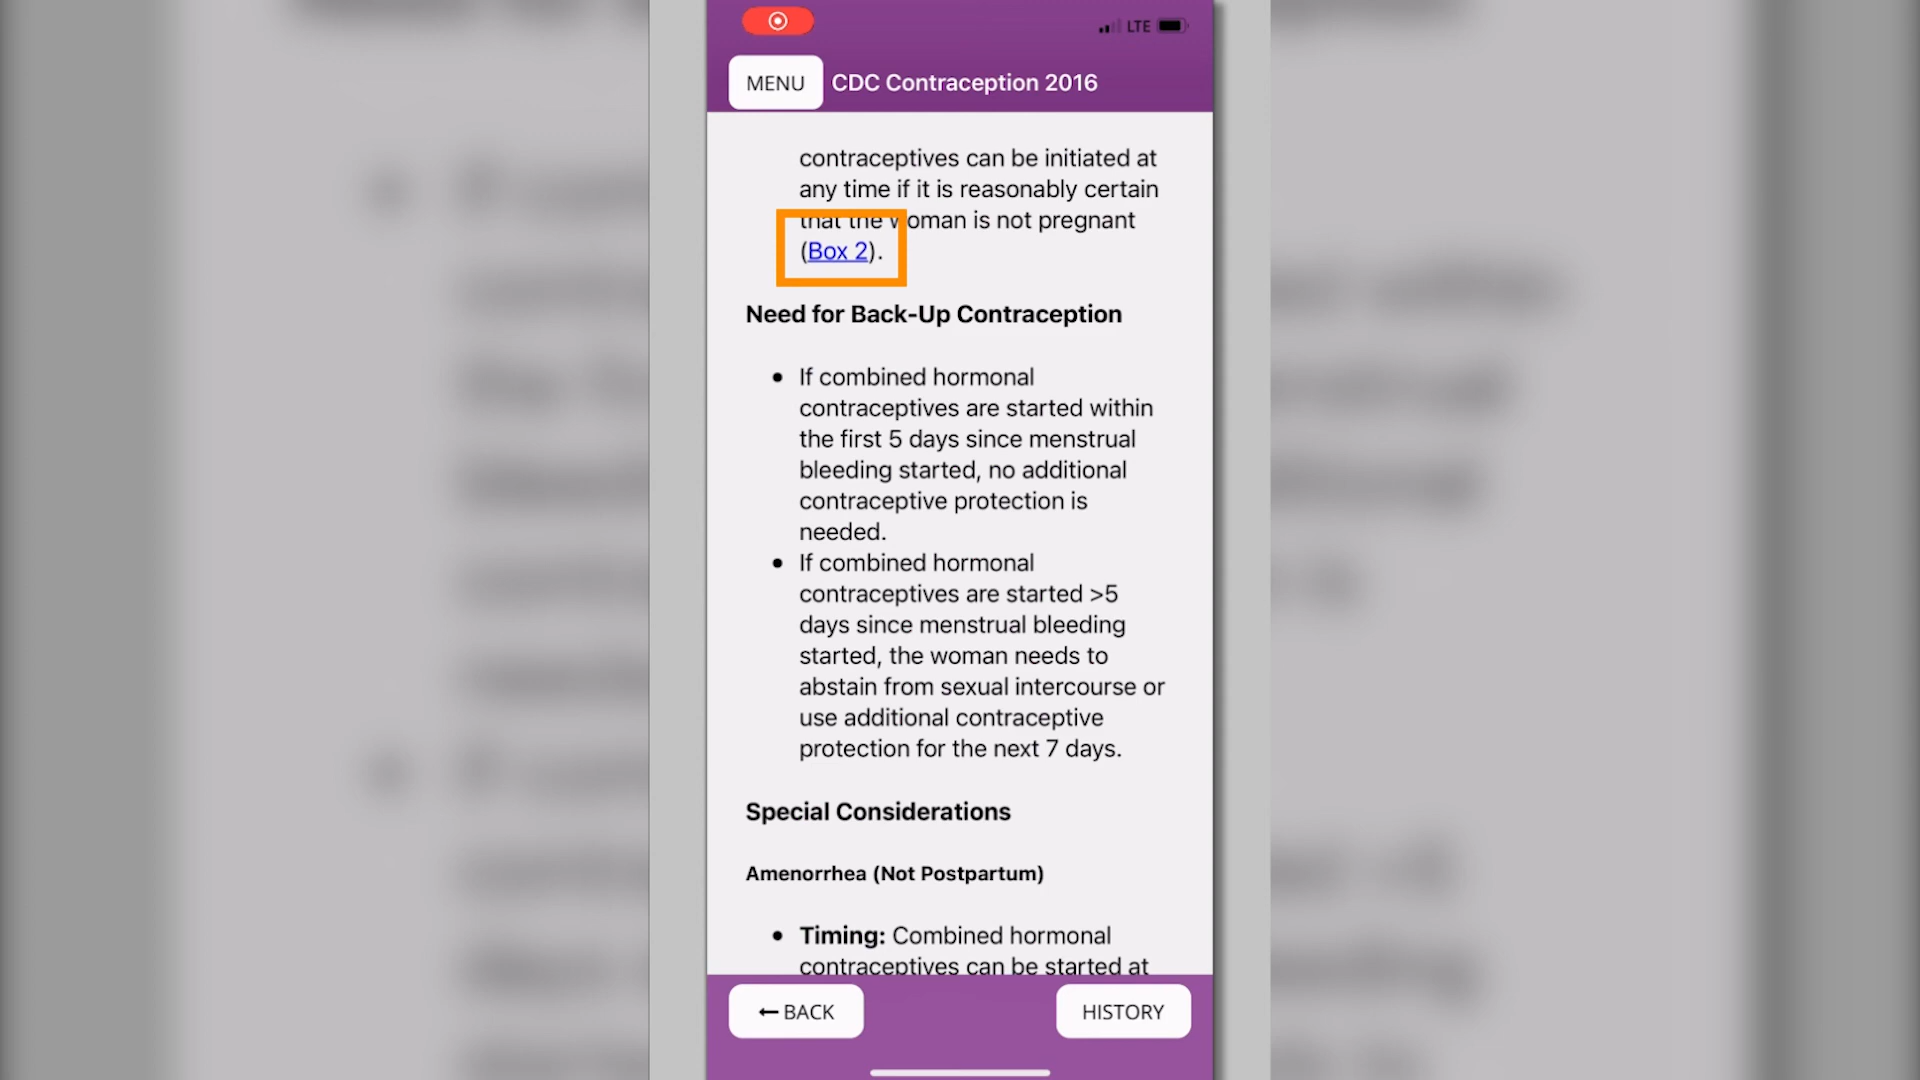 LTE
MENU
CDC Contraception 2016
contraceptives can be initiated at
any time if it is reasonably certain
that the woman is not pregnant
(Box 2).
Need for Back-Up Contraception
• If combined hormonal
contraceptives are started within
the first 5 days since menstrual
bleeding started, no additional
contraceptive protection is
needed.
• If combined hormonal
contraceptives are started >5
days since menstrual bleeding
started, the woman needs to
abstain from sexual intercourse or
use additional contraceptive
protection for the next 7 days.
Special Considerations
Amenorrhea (Not Postpartum)
• Timing: Combined hormonal
contraceptives can be started at
← BACK
HISTORY